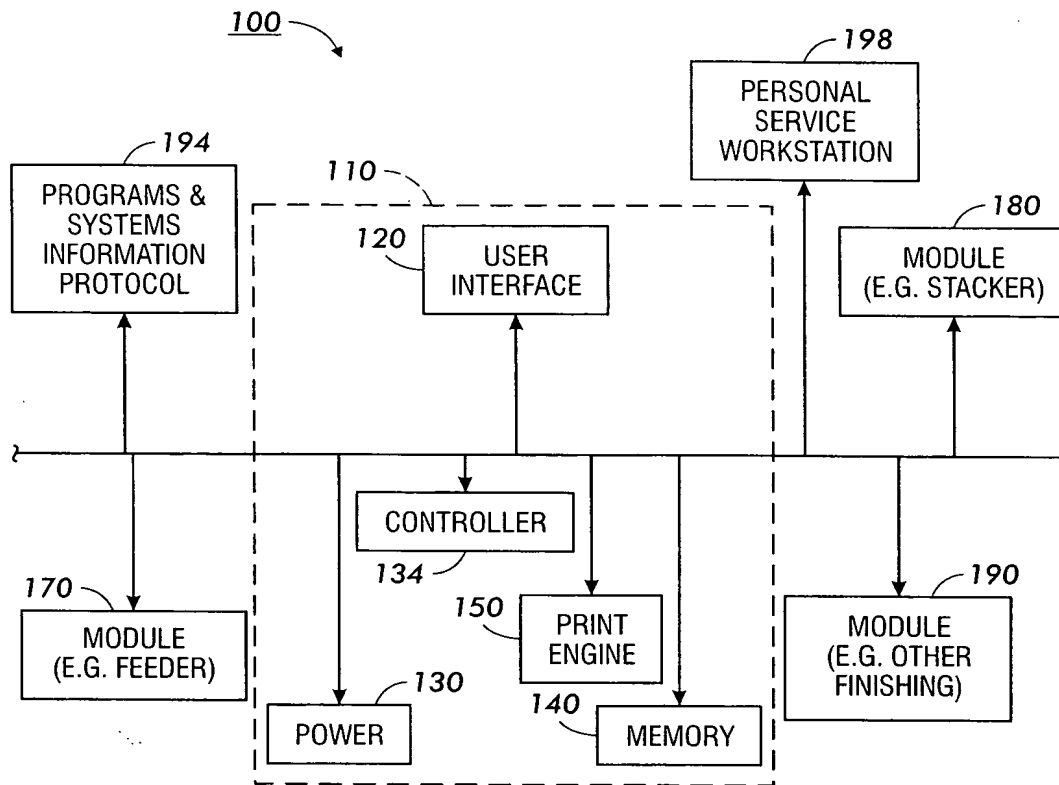 100
198
PERSONAL
SERVICE
WORKSTATION
194
PROGRAMS &
SYSTEMS
INFORMATION
PROTOCOL
110
120
USER
INTERFACE
180
MODULE
(E.G. STACKER)
CONTROLLER
134
170
MODULE
(E.G. FEEDER)
150
PRINT
ENGINE
190
MODULE
(E.G. OTHER
FINISHING)
130
POWER
140
MEMORY